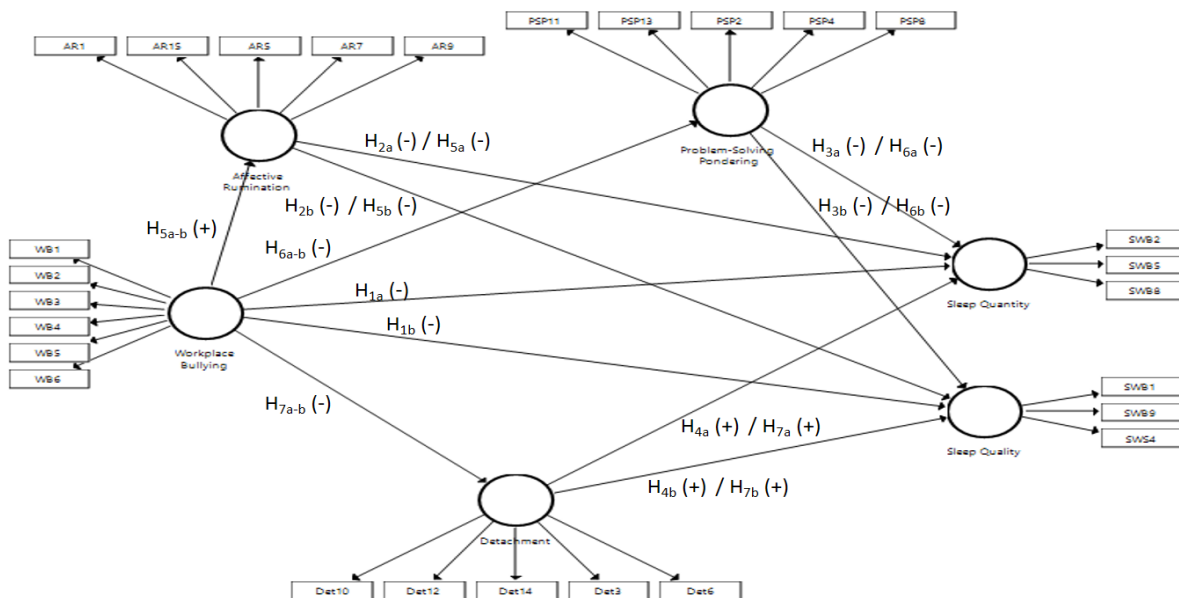 PSP11 PSP13 PSP2 PSP4 PSP8
AR1 AR15 AR5 AR7 AR9
H2a (-) / H5a (-)
Problem-Solving
Pondering
H3a (-) / H6a (-)
Affective
Rumination
H2b (-) / H5b (-)
H3b (-) / H6b (-)
H5a-b (+)
H6a-b (-)
WB1
WB2
WB3
WB4
WB5
WB6
SWB2
SWB5
SWB8
Sleep Quantity
H1a (-)
H1b (-)
Workplace
Bullying
H7a-b (-)
SWB1
SWB9
SWS4
Sleep Quality
H4a (+) / H7a (+)
H4b (+) / H7b (+)
Detachment
Det10 Det12 Det14 Det3 Det6